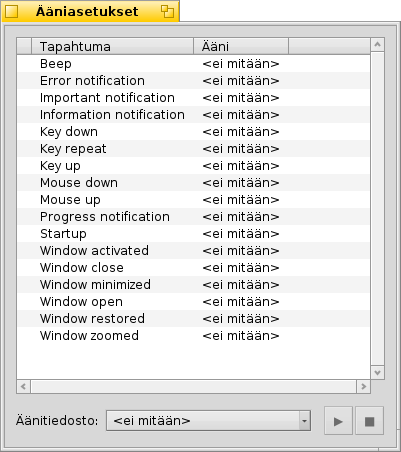 Ääniasetukset
Tapahtuma Ääni
Beep <ei mitään>
Error notification <ei mitään>
Important notification <ei mitään>
Information notification <ei mitään>
Key down <ei mitään>
Key repeat <ei mitään>
Key up <ei mitään>
Mouse down <ei mitään>
Mouse up <ei mitään>
Progress notification <ei mitään>
Startup <ei mitään>
Window activated <ei mitään>
Window close <ei mitään>
Window minimized <ei mitään>
Window open <ei mitään>
Window restored <ei mitään>
Window zoomed <ei mitään>
Äänitiedosto: <ei mitään>